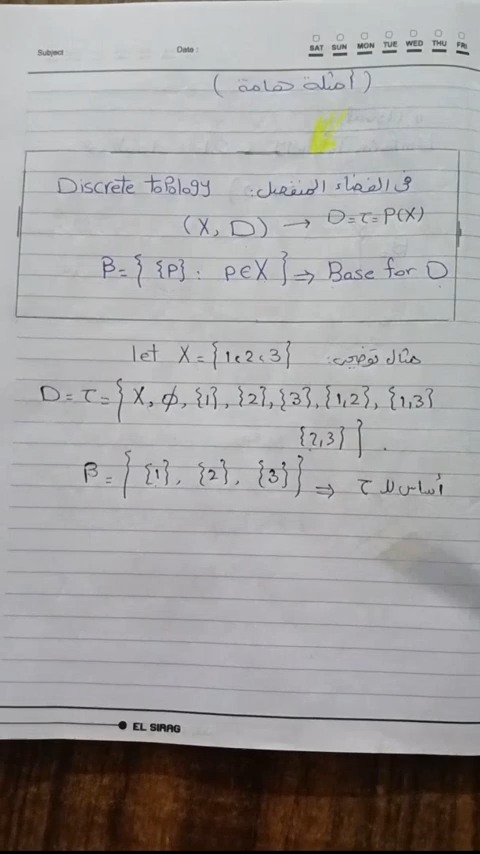 Subject Date : SAT SUN MON TUE WED THU FRI
( أمثلة هامة )
Discrete topology في الفضاء المنفصل:
(X, D) → D = τ = P(X)
β = { {P} : P∈X } ⇒ Base for D
let X = {1،2،3} مثال توضيحي:
D = τ = { X, ϕ, {1}, {2}, {3}, {1,2}, {1,3}
{2,3} } .
β = { {1}, {2}, {3} } ⇒ أساس لـ τ
EL SIRAG